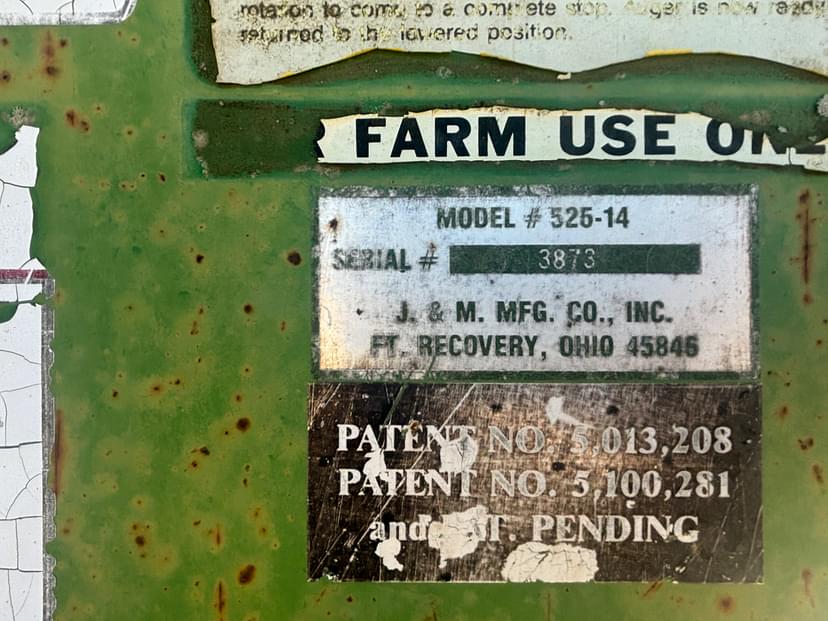 rotation to come to a complete stop. Auger is now ready
returned to the lowered position.
FARM USE
MODEL # 525-14
SERIAL # 3873
J. & M. MFG. CO., INC.
FT. RECOVERY, OHIO 45846
PATENT NO. 5,013,208
PATENT NO. 5,100,281
and PENDING